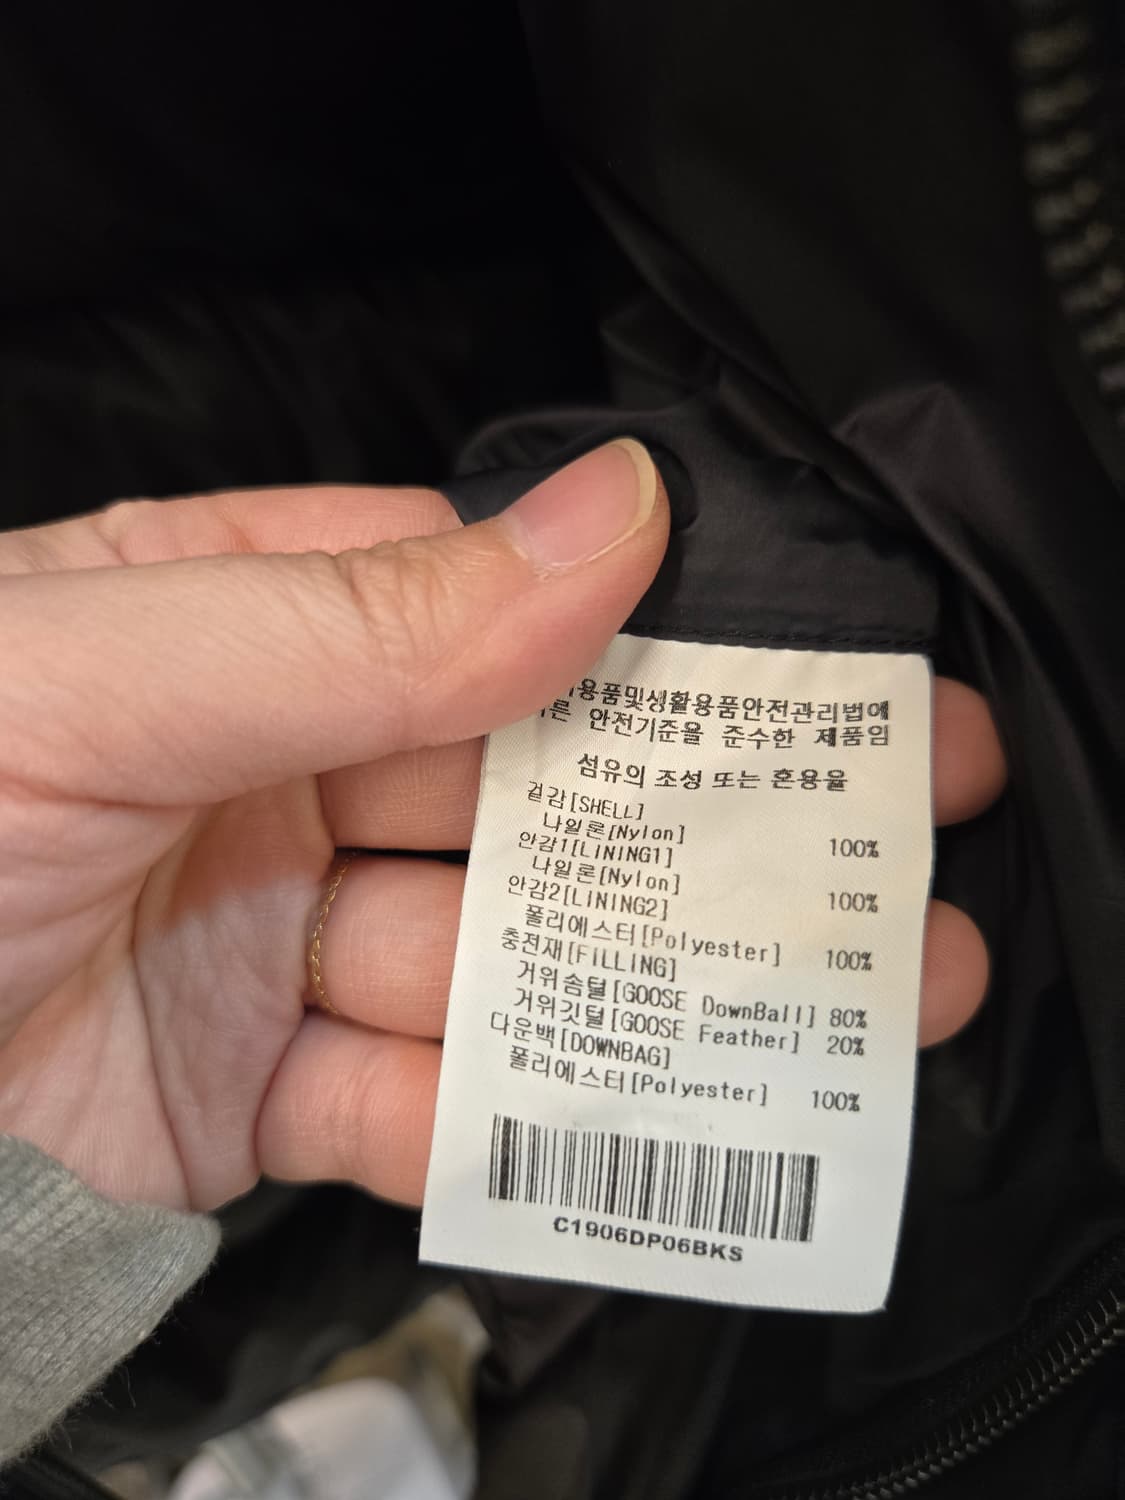 용품및생활용품안전관리법에
른 안전기준을 준수한 제품임
섬유의 조성 또는 혼용율
겉감[SHELL]
나일론[Nylon] 100%
안감1[LINING1]
나일론[Nylon] 100%
안감2[LINING2]
폴리에스터[Polyester] 100%
충전재[FILLING]
거위솜털[GOOSE DownBall] 80%
거위깃털[GOOSE Feather] 20%
다운백[DOWNBAG]
폴리에스터[Polyester] 100%
C1906DP06BKS